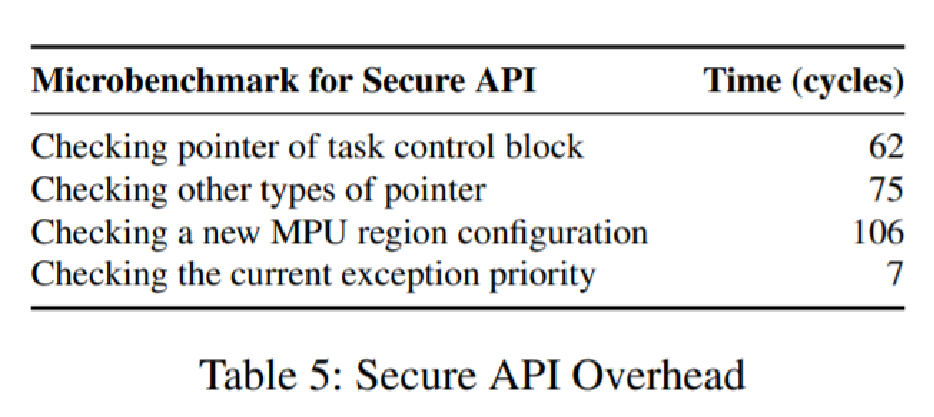 Microbenchmark for Secure API Time (cycles)
Checking pointer of task control block 62
Checking other types of pointer 75
Checking a new MPU region configuration 106
Checking the current exception priority 7
Table 5: Secure API Overhead